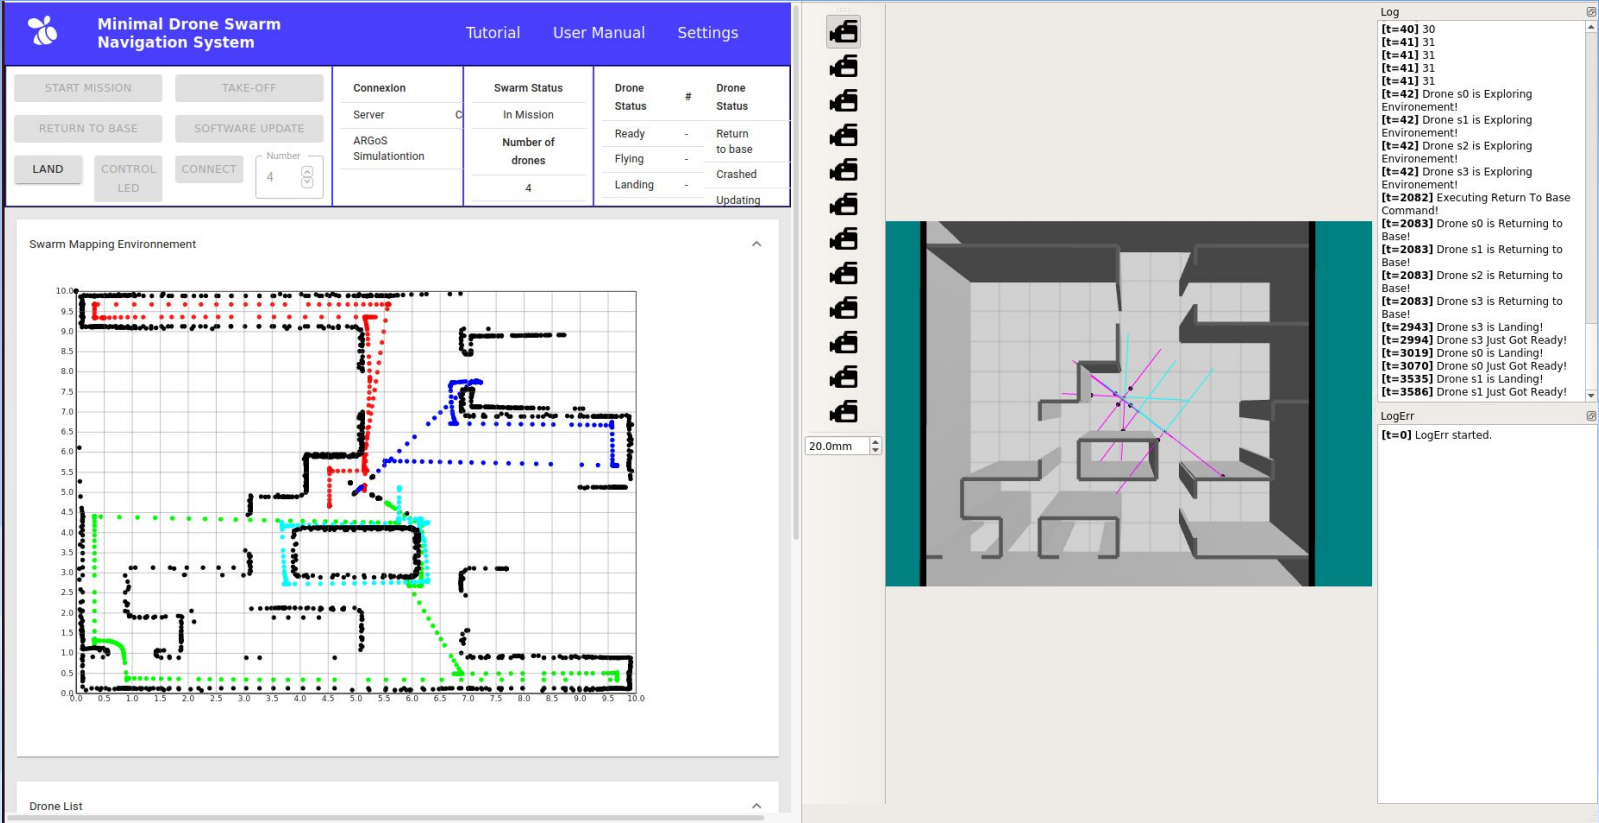 Minimal Drone Swarm
Navigation System
Tutorial
User Manual
Settings
START MISSION
TAKE-OFF
RETURN TO BASE
SOFTWARE UPDATE
LAND
CONTROL
LED
CONNECT
Number
4
Connexion
Server
C
ARGoS
Simulationtion
Swarm Status
In Mission
Number of
drones
4
Drone
Status
#
Ready
-
Flying
-
Landing
-
Drone
Status
Return
to base
Crashed
Updating
Swarm Mapping Environnement
10.0
9.5
9.0
8.5
8.0
7.5
7.0
6.5
6.0
5.5
5.0
4.5
4.0
3.5
3.0
2.5
2.0
1.5
1.0
0.5
0.0
0.0 0.5 1.0 1.5 2.0 2.5 3.0 3.5 4.0 4.5 5.0 5.5 6.0 6.5 7.0 7.5 8.0 8.5 9.0 9.5 10.0
Drone List
20.0mm
Log
[t=40] 30
[t=41] 31
[t=41] 31
[t=41] 31
[t=41] 31
[t=42] Drone s0 is Exploring
Environement!
[t=42] Drone s1 is Exploring
Environement!
[t=42] Drone s2 is Exploring
Environement!
[t=42] Drone s3 is Exploring
Environement!
[t=2082] Executing Return To Base
Command!
[t=2083] Drone s0 is Returning to
Base!
[t=2083] Drone s1 is Returning to
Base!
[t=2083] Drone s2 is Returning to
Base!
[t=2083] Drone s3 is Returning to
Base!
[t=2943] Drone s3 is Landing!
[t=2994] Drone s3 Just Got Ready!
[t=3019] Drone s0 is Landing!
[t=3070] Drone s0 Just Got Ready!
[t=3535] Drone s1 is Landing!
[t=3586] Drone s1 Just Got Ready!
LogErr
[t=0] LogErr started.